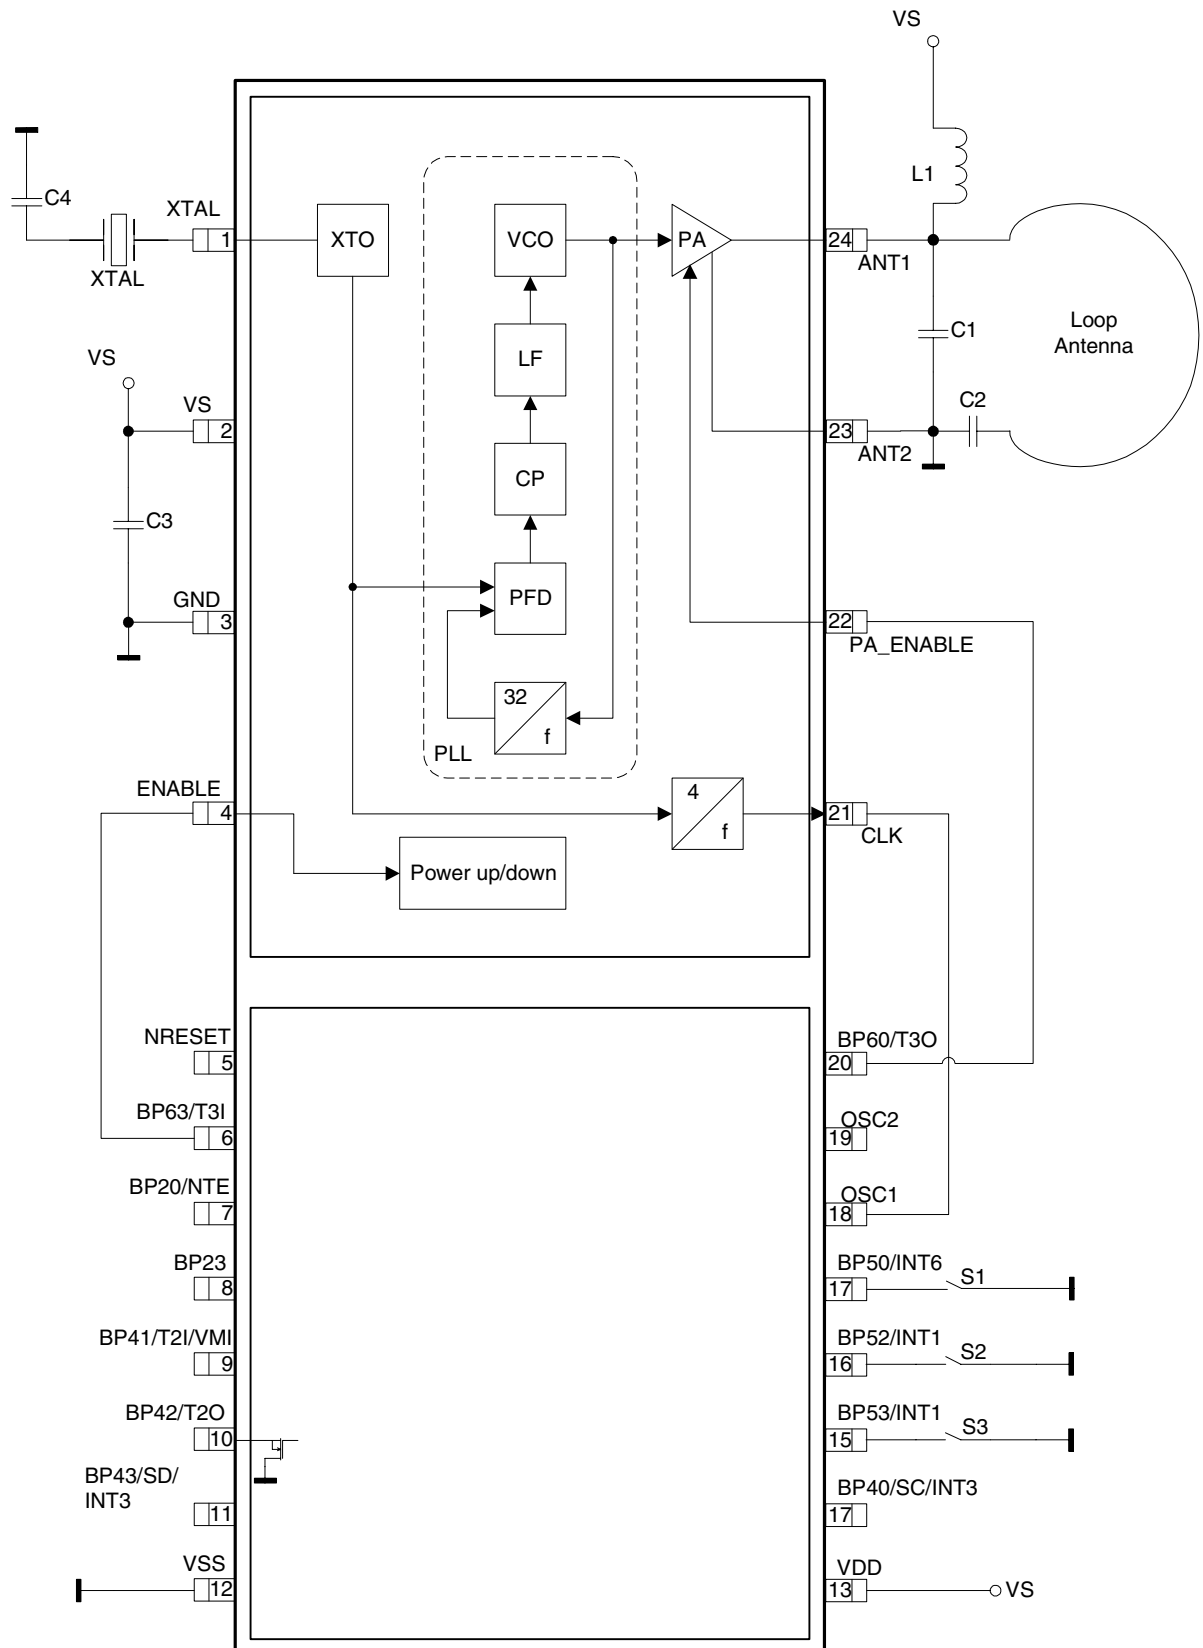 VS
L1
C4
XTAL
1
XTAL
XTO
VCO
PA
24
ANT1
Loop
Antenna
C1
LF
VS
VS
2
C2
23
ANT2
CP
C3
GND
3
PFD
22
PA_ENABLE
32
f
PLL
ENABLE
4
4
f
21
CLK
Power up/down
NRESET
5
BP60/T3O
20
BP63/T3I
6
OSC2
19
BP20/NTE
7
OSC1
18
BP23
8
BP50/INT6
17
S1
BP41/T2I/VMI
9
BP52/INT1
16
S2
BP42/T2O
10
BP53/INT1
15
S3
BP43/SD/
INT3
11
BP40/SC/INT3
17
VSS
12
VDD
13
VS